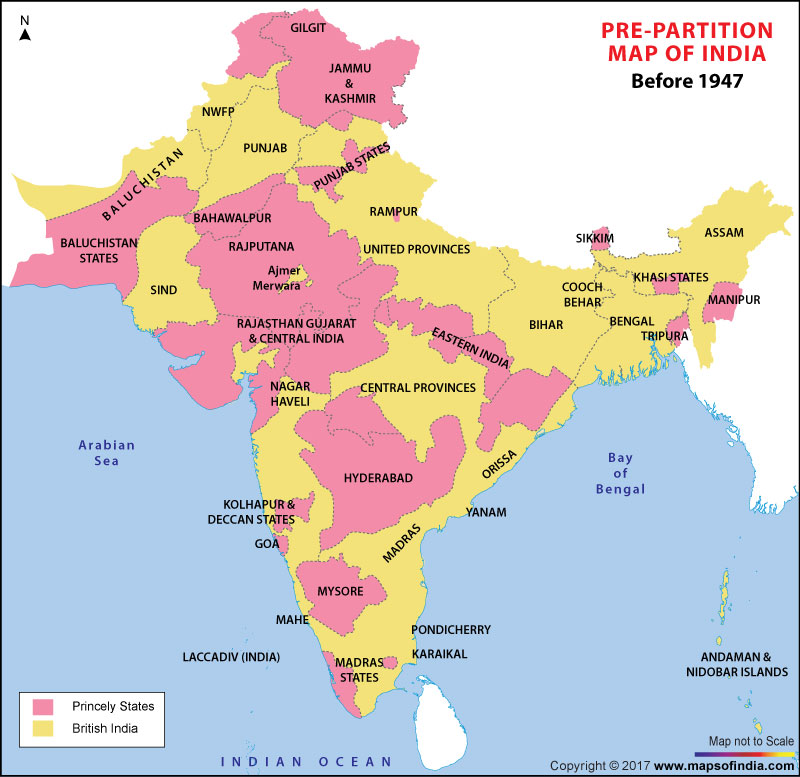 N
PRE-PARTITION
MAP OF INDIA
Before 1947
GILGIT
JAMMU
&
KASHMIR
NWFP
PUNJAB
PUNJAB STATES
BALUCHISTAN
BAHAWALPUR
RAMPUR
BALUCHISTAN
STATES
RAJPUTANA
UNITED PROVINCES
SIKKIM
ASSAM
Ajmer
Merwara
SIND
COOCH
BEHAR
KHASI STATES
MANIPUR
RAJASTHAN GUJARAT
& CENTRAL INDIA
EASTERN INDIA
BIHAR
BENGAL
TRIPURA
NAGAR
HAVELI
CENTRAL PROVINCES
Arabian
Sea
HYDERABAD
ORISSA
Bay
of
Bengal
KOLHAPUR &
DECCAN STATES
YANAM
GOA
MADRAS
MYSORE
MAHE
PONDICHERRY
LACCADIV (INDIA)
MADRAS
STATES
KARAIKAL
ANDAMAN &
NIDOBAR ISLANDS
Princely States
British India
Map not to Scale
INDIAN OCEAN
Copyright © 2017 www.mapsofindia.com